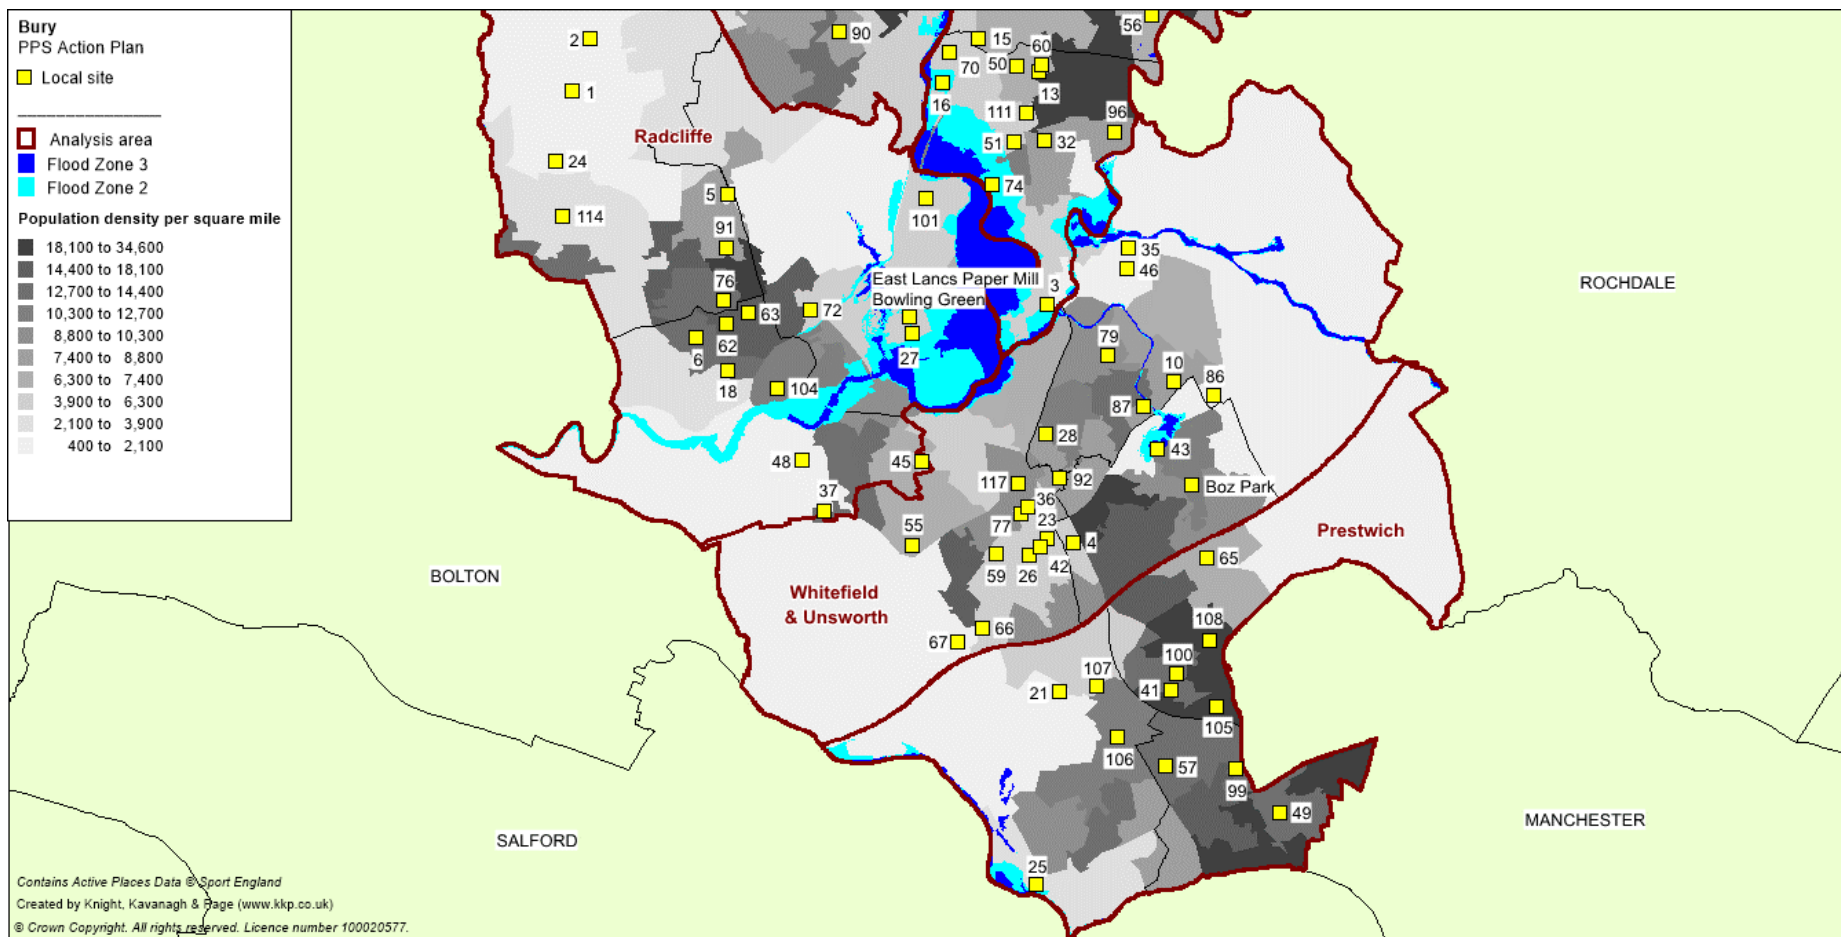 Bury
PPS Action Plan
Local site
Analysis area
Flood Zone 3
Flood Zone 2
Population density per square mile
18,100 to 34,600
14,400 to 18,100
12,700 to 14,400
10,300 to 12,700
8,800 to 10,300
7,400 to 8,800
6,300 to 7,400
3,900 to 6,300
2,100 to 3,900
400 to 2,100
2
90
15
56
60
70
50
1
16
13
111
96
Radcliffe
51
32
24
5
74
101
114
91
35
46
ROCHDALE
East Lancs Paper Mill
Bowling Green
76
3
63
72
62
6
27
79
10
86
18
104
87
28
43
48
45
37
117
92
Boz Park
36
77
23
55
4
Prestwich
59
26
42
65
BOLTON
Whitefield
& Unsworth
66
67
108
100
107
21
41
105
106
57
99
49
SALFORD
MANCHESTER
25
Contains Active Places Data © Sport England
Created by Knight, Kavanagh & Page (www.kkp.co.uk)
© Crown Copyright. All rights reserved. Licence number 100020577.